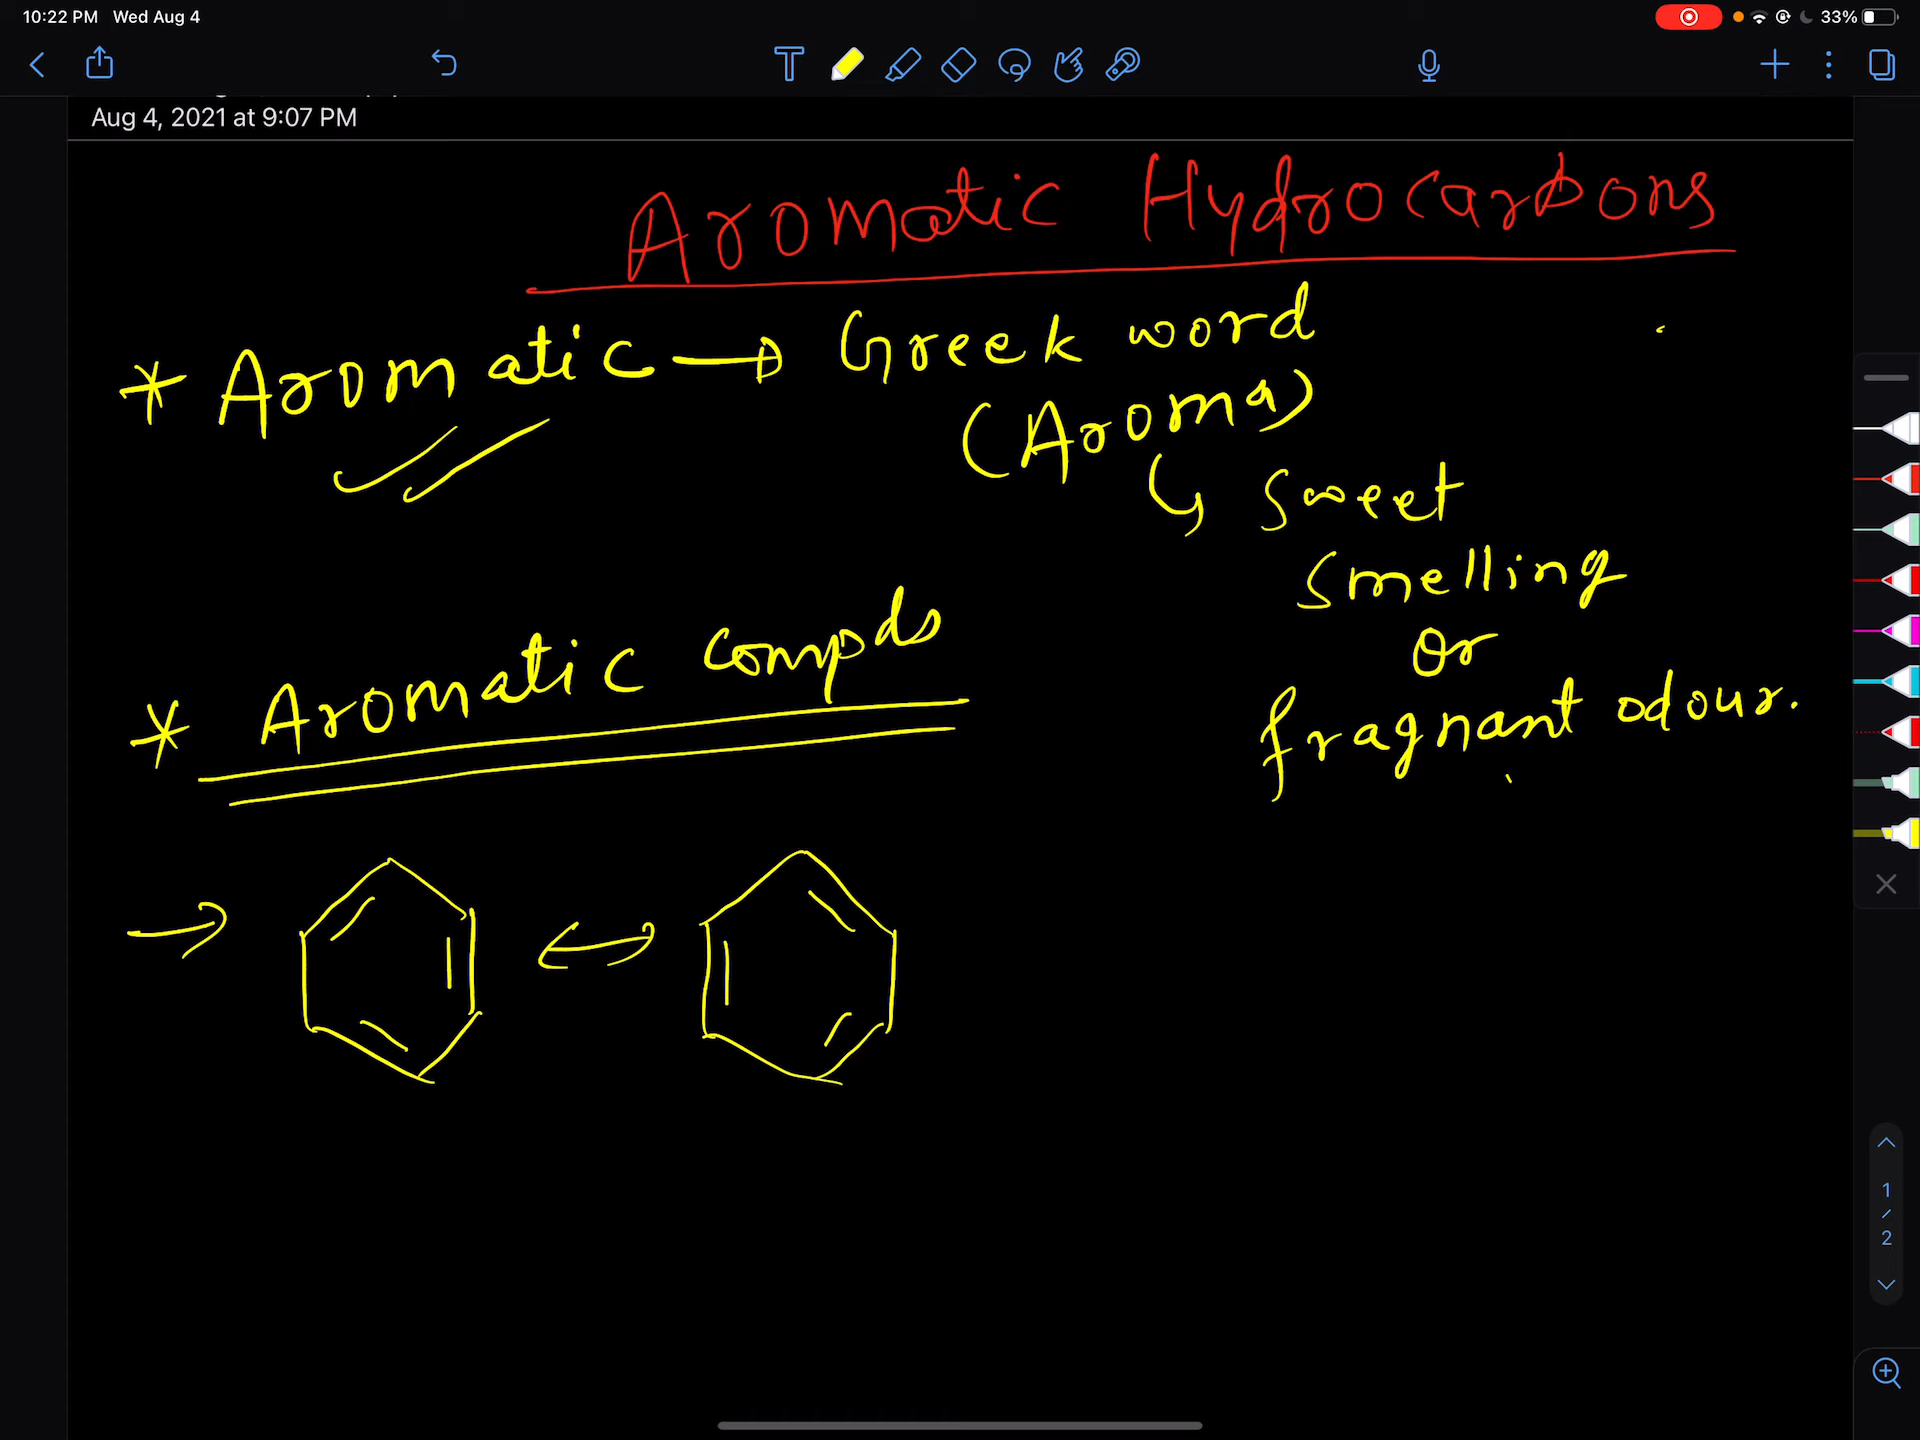 10:22 PM Wed Aug 4
33%
Aug 4, 2021 at 9:07 PM
Aromatic Hydrocarbons
* Aromatic → Greek word
(Aroma)
↳ Sweet
Smelling
or
fragnant odour.
* Aromatic compds
→ ↔
1
/
2